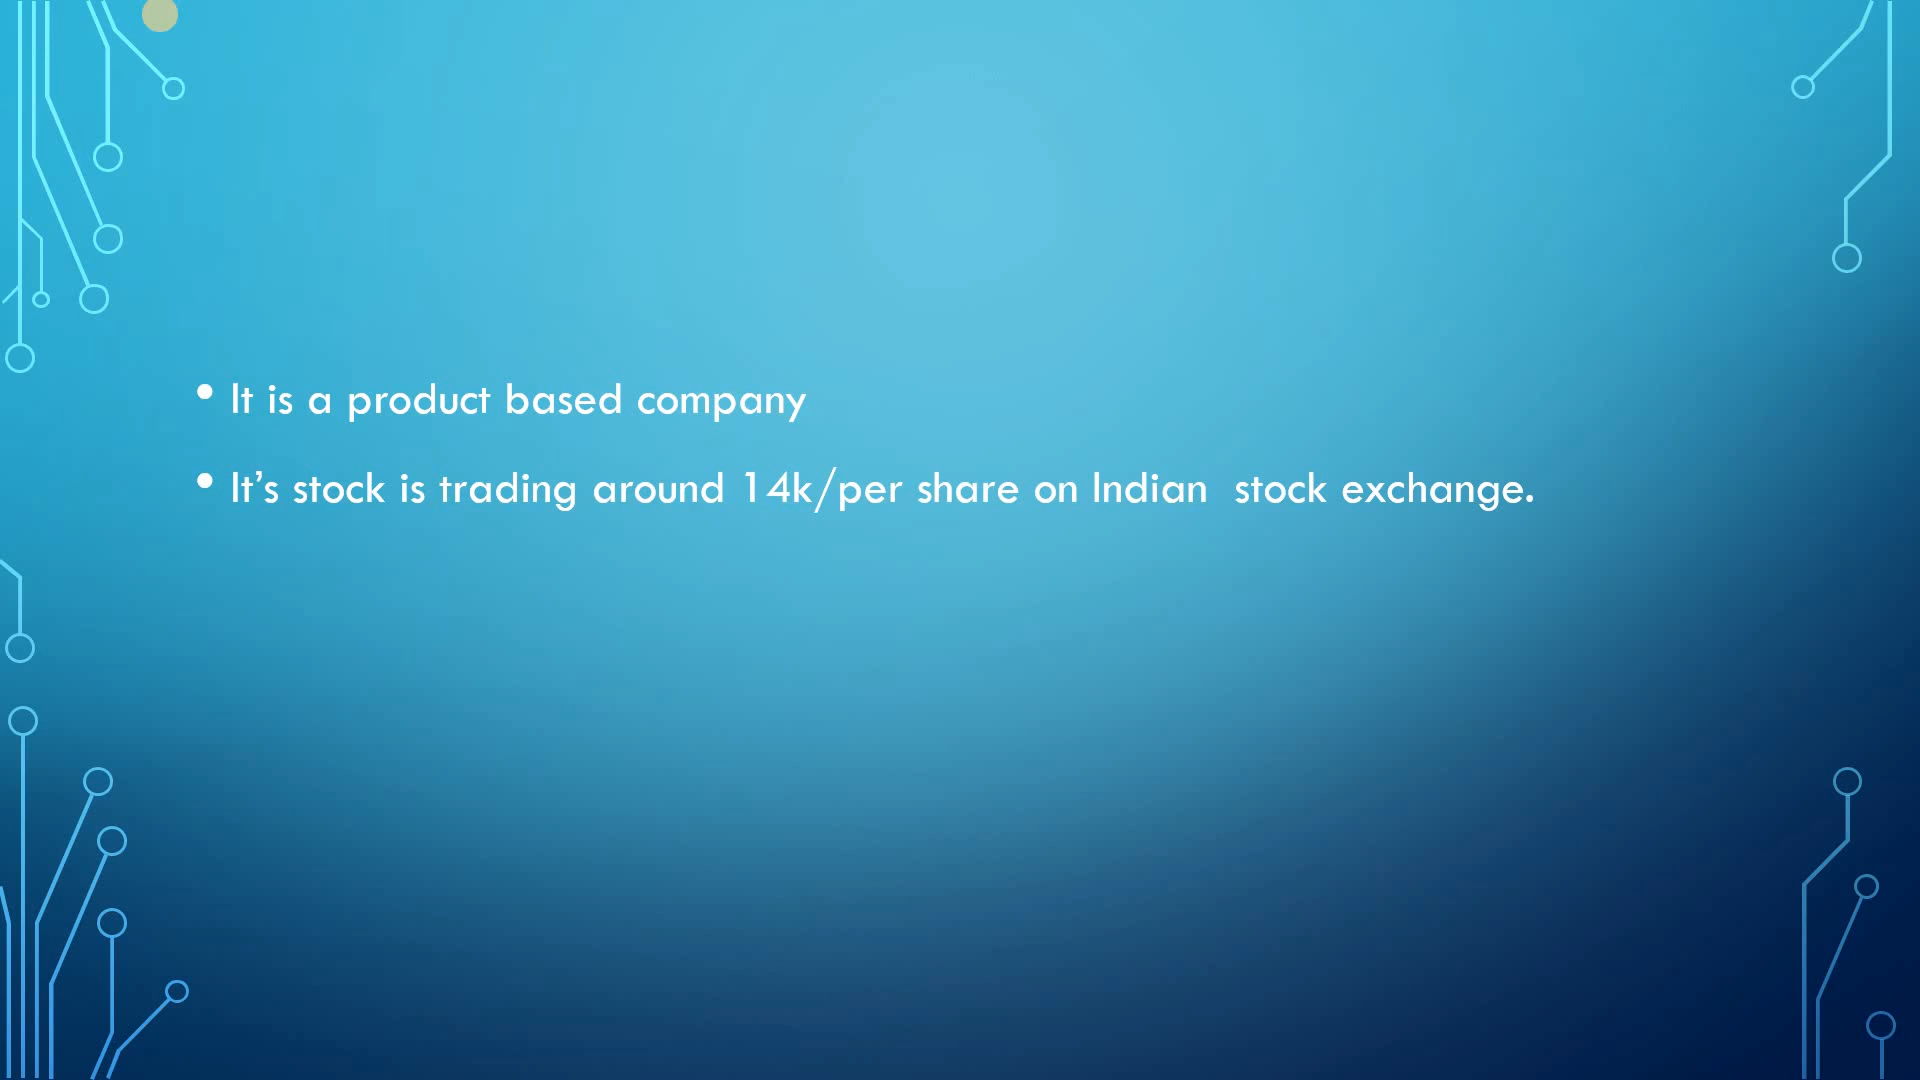 • It is a product based company
• It’s stock is trading around 14k/per share on Indian  stock exchange.